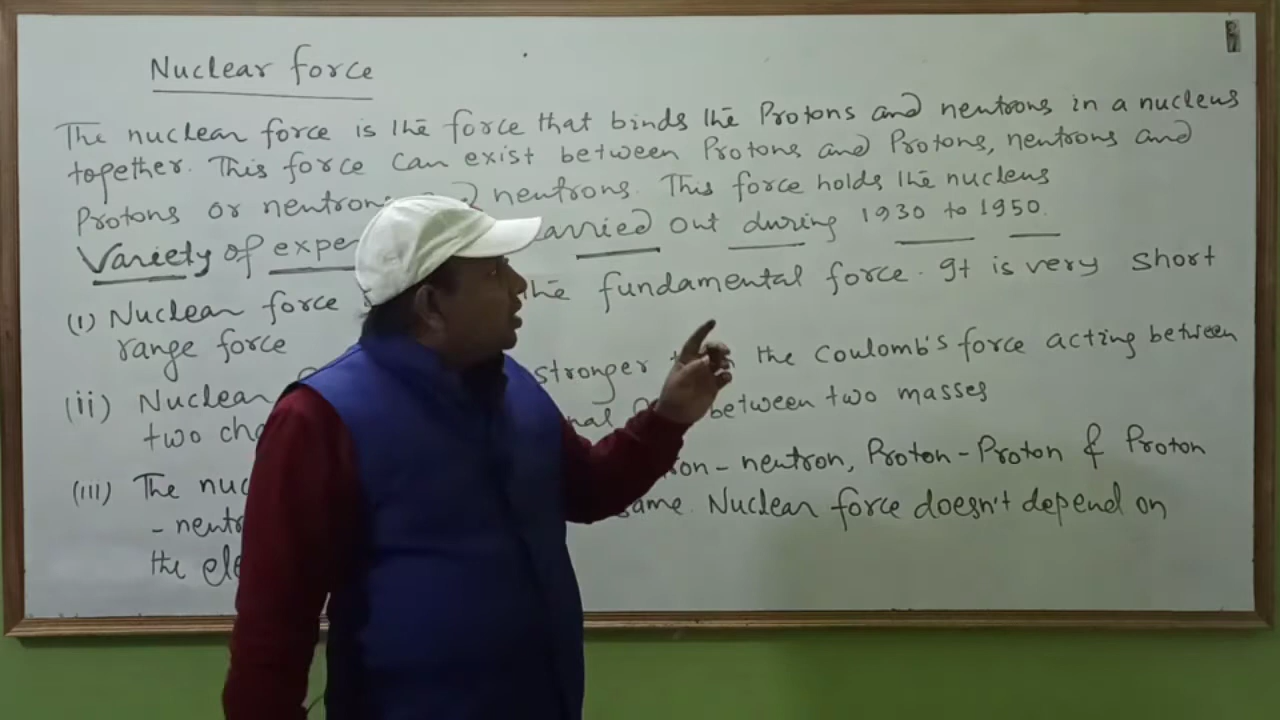 Nuclear force
The nuclear force is the force that binds the Protons and neutrons in a nucleus
together. This force can exist between Protons and Protons, neutrons and
Protons or neutrons neutrons. This force holds the nucleus
Variety of carried out during 1930 to 1950.
(i) Nuclear force the fundamental force. It is very short
range force
(ii) Nuclear stronger the Coulomb's force acting between
two between two masses
(iii) The - neutron, Proton - Proton & Proton
- same. Nuclear force doesn't depend on
the